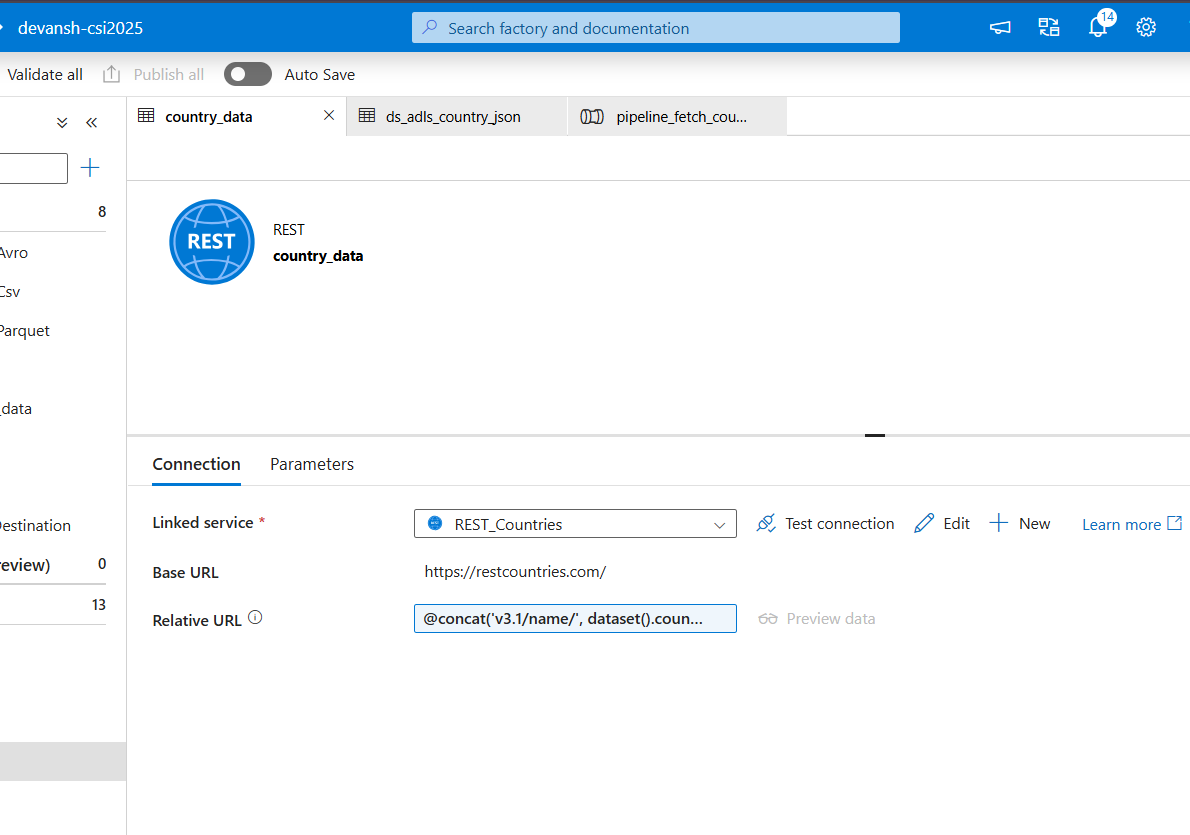 devansh-csi2025
Search factory and documentation
14
Validate all
Publish all
Auto Save
country_data
ds_adls_country_json
pipeline_fetch_cou...
8
Avro
Csv
Parquet
_data
Destination
review)
0
13
REST
REST
country_data
Connection
Parameters
Linked service *
REST_Countries
Test connection
Edit
New
Learn more
Base URL
https://restcountries.com/
Relative URL
@concat('v3.1/name/', dataset().coun...
Preview data